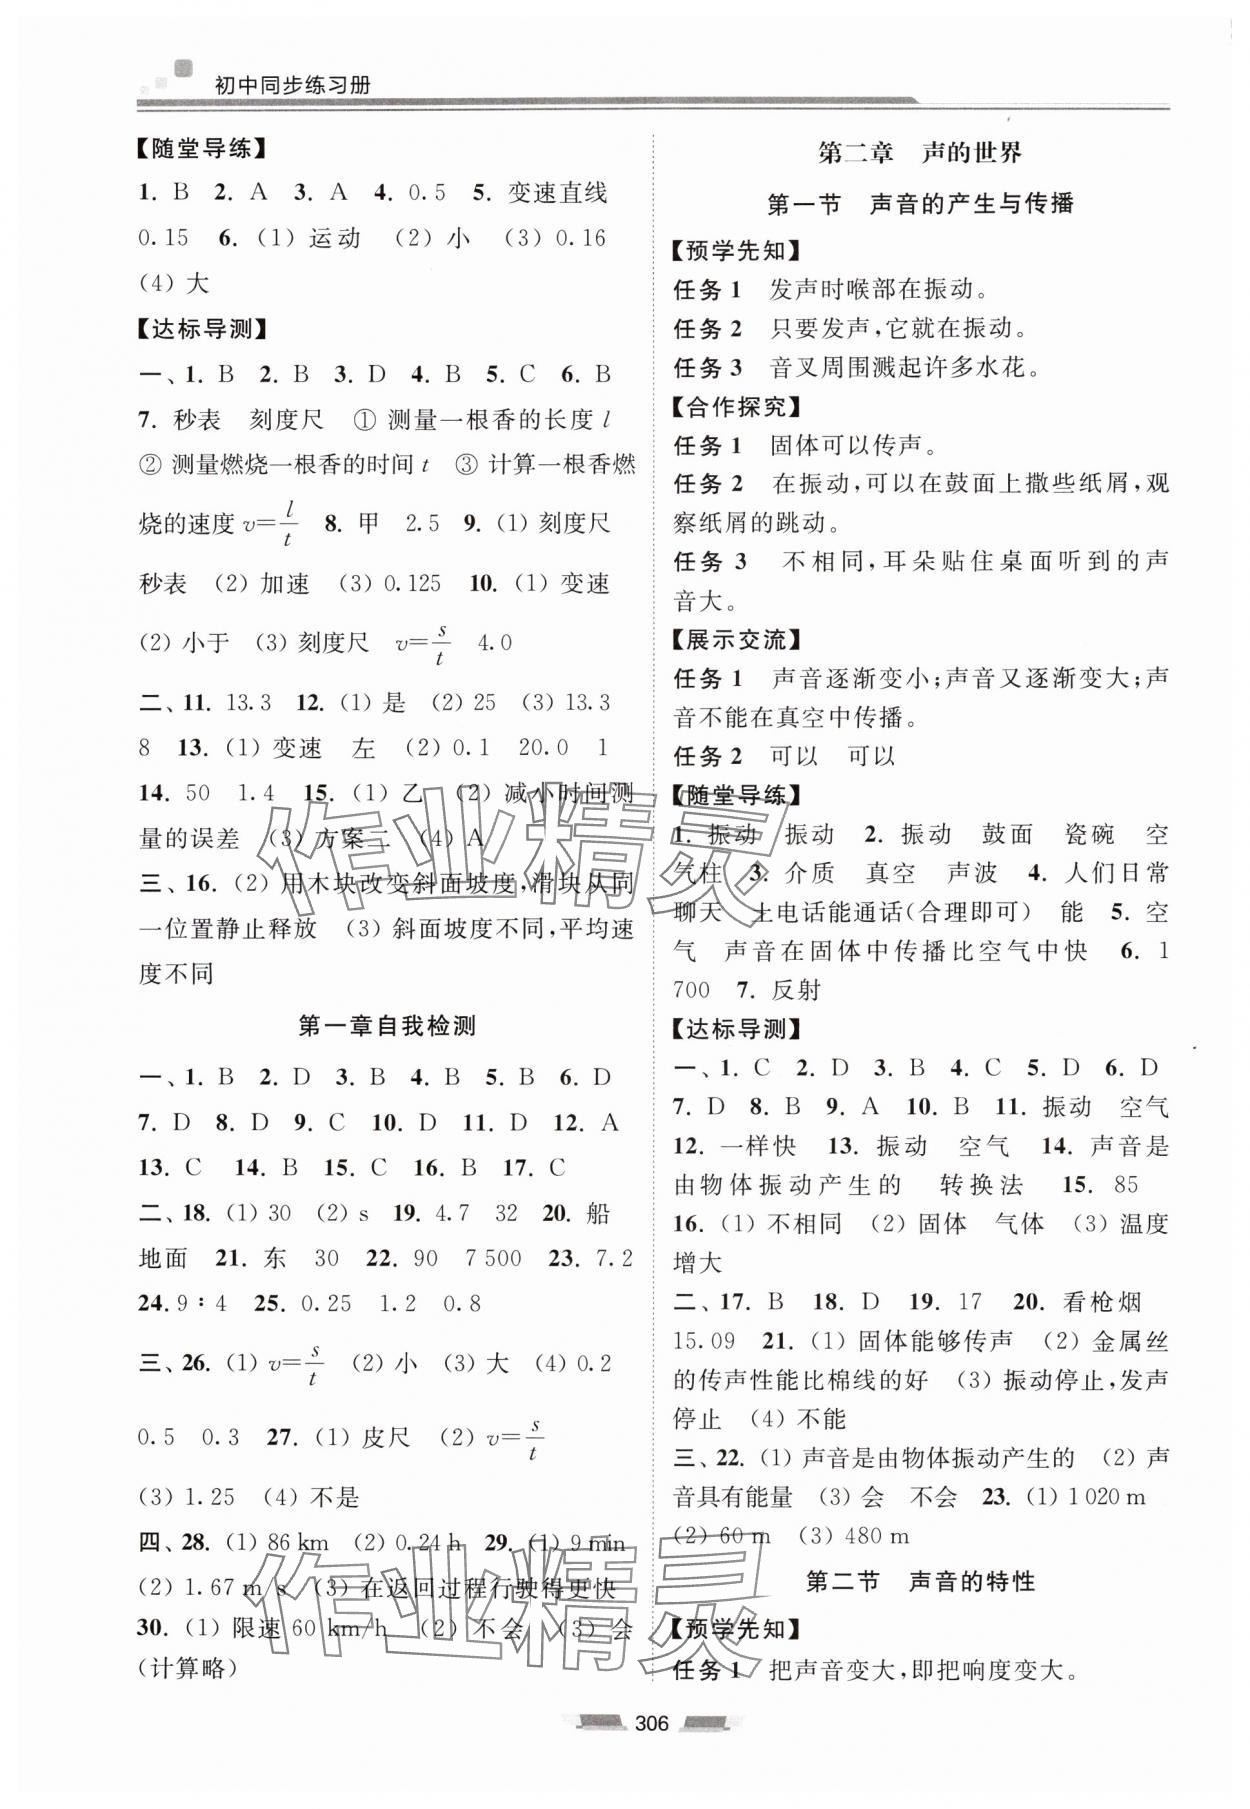 初中同步练习册
【随堂导练】
1. B 2. A 3. A 4. 0.5 5. 变速直线
0.15 6. (1) 运动 (2) 小 (3) 0.16
(4) 大
【达标导测】
一、1. B 2. B 3. D 4. B 5. C 6. B
7. 秒表 刻度尺 ① 测量一根香的长度 l
② 测量燃烧一根香的时间 t ③ 计算一根香燃
烧的速度 v=l/t 8. 甲 2.5 9. (1) 刻度尺
秒表 (2) 加速 (3) 0.125 10. (1) 变速
(2) 小于 (3) 刻度尺 v=s/t 4.0
二、11. 13.3 12. (1) 是 (2) 25 (3) 13.3
8 13. (1) 变速 左 (2) 0.1 20.0 1
14. 50 1.4 15. (1) 乙 (2) 减小时间测
量的误差 (3) 方案二 (4) A
三、16. (2) 用木块改变斜面坡度,滑块从同
一位置静止释放 (3) 斜面坡度不同,平均速
度不同
第一章自我检测
一、1. B 2. D 3. B 4. B 5. B 6. D
7. D 8. D 9. C 10. D 11. D 12. A
13. C 14. B 15. C 16. B 17. C
二、18. (1) 30 (2) s 19. 4.7 32 20. 船
地面 21. 东 30 22. 90 7 500 23. 7.2
24. 9∶4 25. 0.25 1.2 0.8
三、26. (1) v=s/t (2) 小 (3) 大 (4) 0.2
0.5 0.3 27. (1) 皮尺 (2) v=s/t
(3) 1.25 (4) 不是
四、28. (1) 86 km (2) 0.24 h 29. (1) 9 min
(2) 1.67 m/s (3) 在返回过程行驶得更快
30. (1) 限速 60 km/h (2) 不会 (3) 会
(计算略)
第二章 声的世界
第一节 声音的产生与传播
【预学先知】
任务 1 发声时喉部在振动。
任务 2 只要发声,它就在振动。
任务 3 音叉周围溅起许多水花。
【合作探究】
任务 1 固体可以传声。
任务 2 在振动,可以在鼓面上撒些纸屑,观
察纸屑的跳动。
任务 3 不相同,耳朵贴住桌面听到的声
音大。
【展示交流】
任务 1 声音逐渐变小;声音又逐渐变大;声
音不能在真空中传播。
任务 2 可以 可以
【随堂导练】
1. 振动 振动 2. 振动 鼓面 瓷碗 空
气柱 3. 介质 真空 声波 4. 人们日常
聊天 土电话能通话(合理即可) 能 5. 空
气 声音在固体中传播比空气中快 6. 1
700 7. 反射
【达标导测】
一、1. C 2. D 3. B 4. C 5. D 6. D
7. D 8. B 9. A 10. B 11. 振动 空气
12. 一样快 13. 振动 空气 14. 声音是
由物体振动产生的 转换法 15. 85
16. (1) 不相同 (2) 固体 气体 (3) 温度
增大
二、17. B 18. D 19. 17 20. 看枪烟
15.09 21. (1) 固体能够传声 (2) 金属丝
的传声性能比棉线的好 (3) 振动停止,发声
停止 (4) 不能
三、22. (1) 声音是由物体振动产生的 (2) 声
音具有能量 (3) 会 不会 23. (1) 1 020 m
(2) 60 m (3) 480 m
第二节 声音的特性
【预学先知】
任务 1 把声音变大,即把响度变大。
306
作业精灵
作业精灵